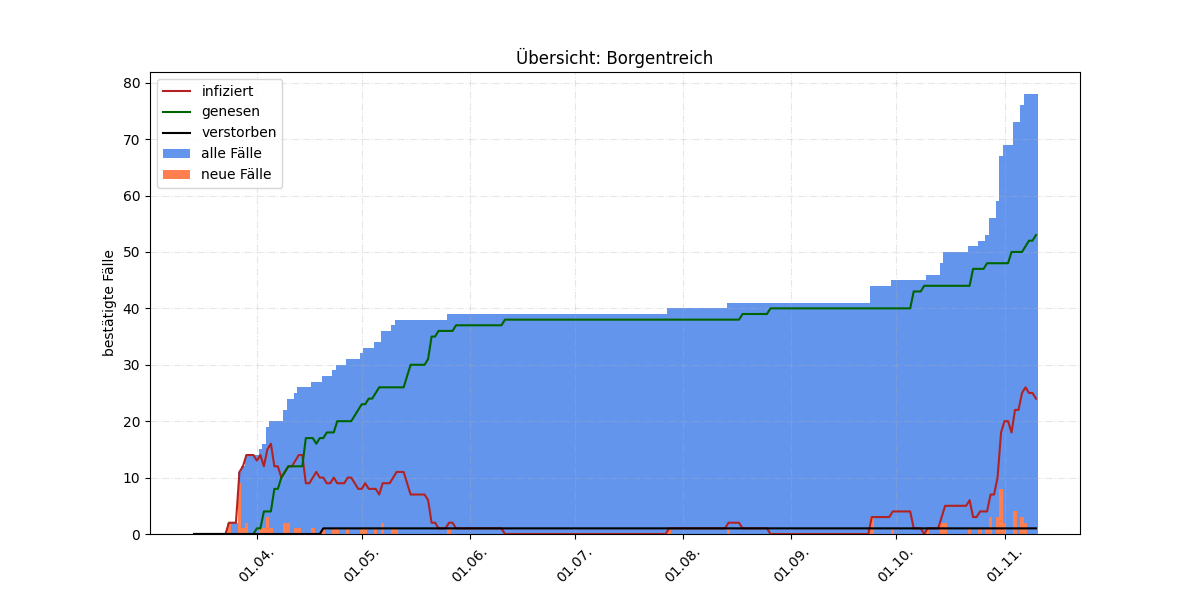 Übersicht: Borgentreich
bestätigte Fälle
80
70
60
50
40
30
20
10
0
infiziert
genesen
verstorben
alle Fälle
neue Fälle
01.04.
01.05.
01.06.
01.07.
01.08.
01.09.
01.10.
01.11.